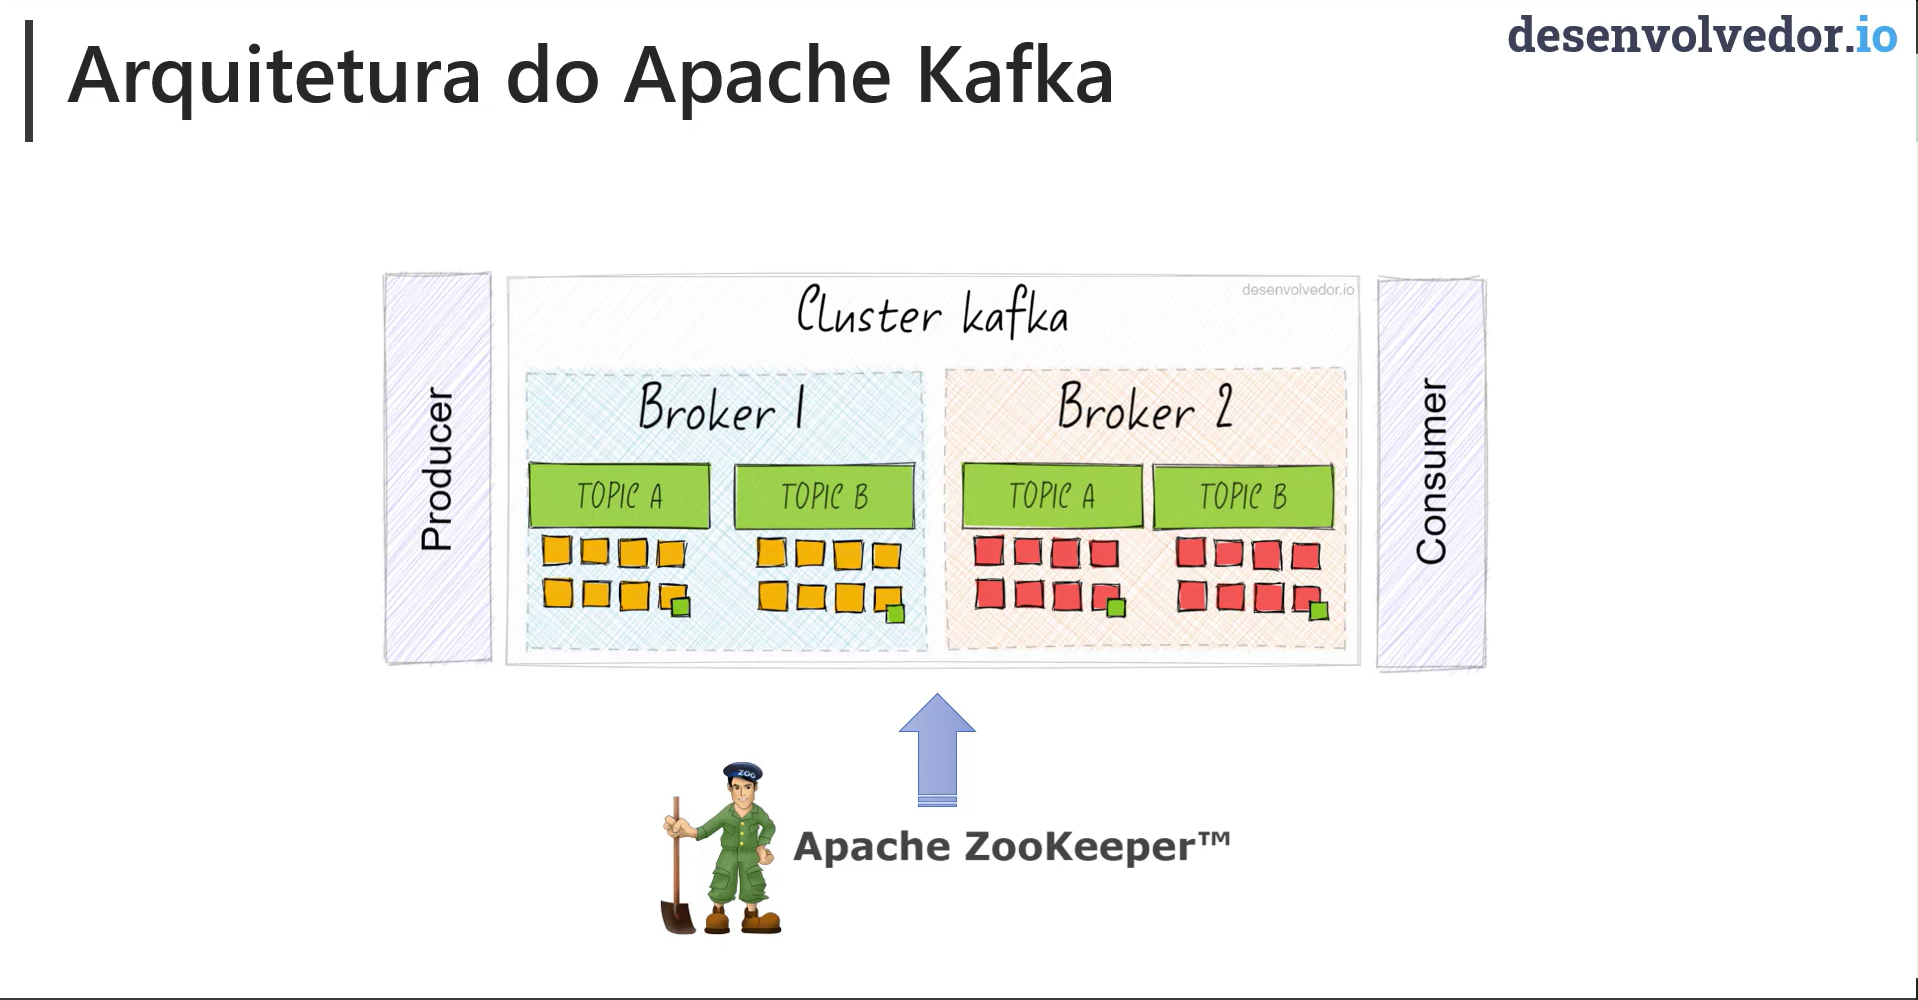 desenvolvedor.io
Arquitetura do Apache Kafka
desenvolvedor.io
Cluster kafka
Producer
Broker 1
Broker 2
Consumer
TOPIC A
TOPIC B
TOPIC A
TOPIC B
ZOO
Apache ZooKeeper™